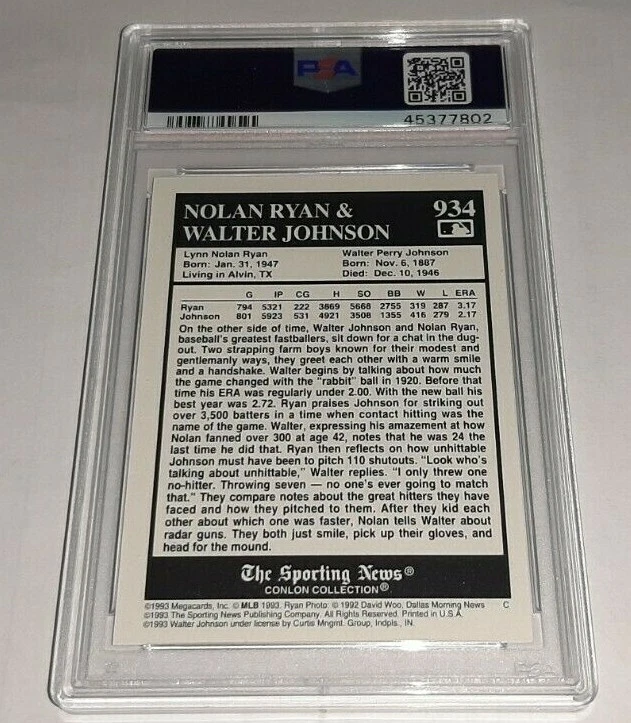 PSA
45377802
NOLAN RYAN & 934
WALTER JOHNSON
Lynn Nolan Ryan Walter Perry Johnson
Born: Jan. 31, 1947 Born: Nov. 6, 1887
Living in Alvin, TX Died: Dec. 10, 1946
G IP CG H SO BB W L ERA
Ryan 794 5321 222 3869 5668 2755 319 287 3.17
Johnson 801 5923 531 4921 3508 1355 416 279 2.17
On the other side of time, Walter Johnson and Nolan Ryan,
baseball's greatest fastballers, sit down for a chat in the dug-
out. Two strapping farm boys known for their modest and
gentlemanly ways, they greet each other with a warm smile
and a handshake. Walter begins by talking about how much
the game changed with the "rabbit" ball in 1920. Before that
time his ERA was regularly under 2.00. With the new ball his
best year was 2.72. Ryan praises Johnson for striking out
over 3,500 batters in a time when contact hitting was the
name of the game. Walter, expressing his amazement at how
Nolan fanned over 300 at age 42, notes that he was 24 the
last time he did that. Ryan then reflects on how unhittable
Johnson must have been to pitch 110 shutouts. "Look who's
talking about unhittable," Walter replies. "I only threw one
no-hitter. Throwing seven — no one's ever going to match
that." They compare notes about the great hitters they have
faced and how they pitched to them. After they kid each
other about which one was faster, Nolan tells Walter about
radar guns. They both just smile, pick up their gloves, and
head for the mound.
The Sporting News®
CONLON COLLECTION®
©1993 Megacards, Inc. © MLB 1993. Ryan Photo: © 1992 David Woo, Dallas Morning News C
©1993 The Sporting News Publishing Company. All Rights Reserved. Printed in U.S.A.
©1993 Walter Johnson under license by Curtis Mngmt. Group, Indpls., IN.